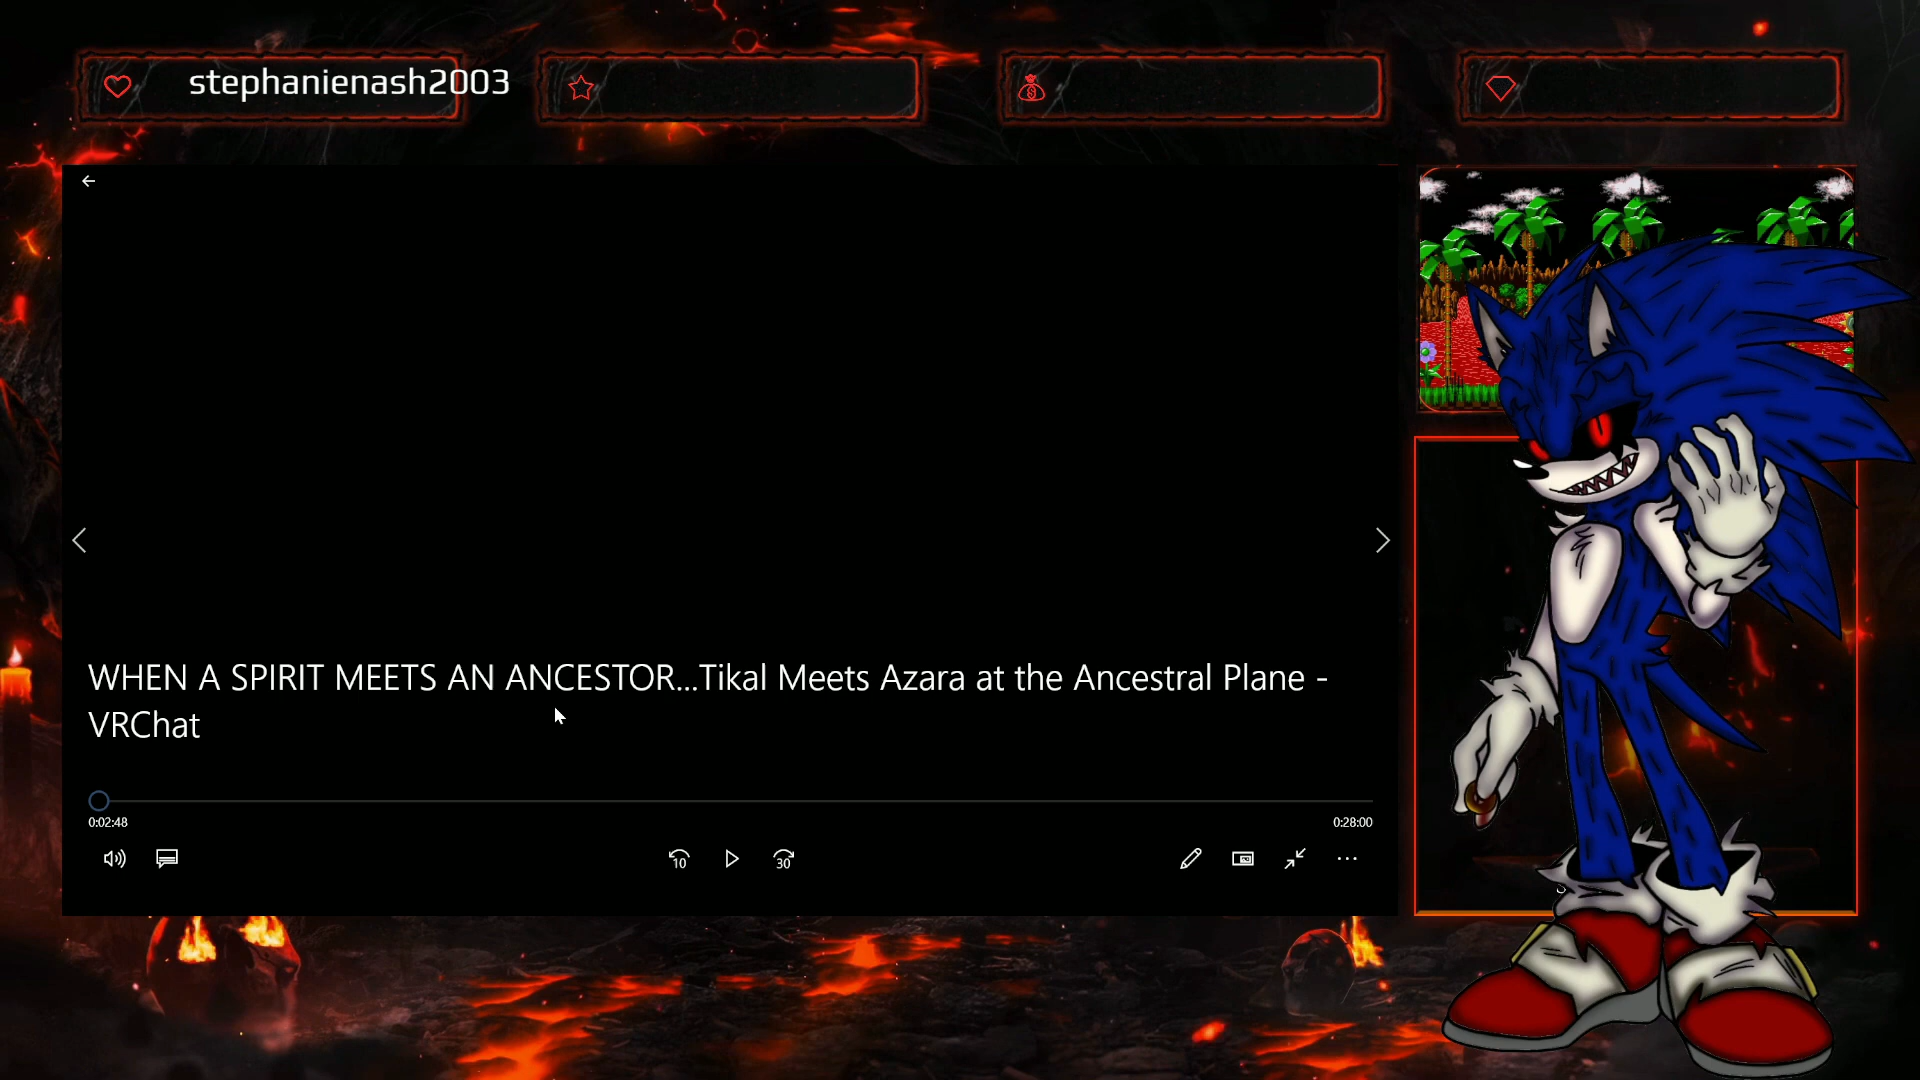 stephanienash2003
WHEN A SPIRIT MEETS AN ANCESTOR...Tikal Meets Azara at the Ancestral Plane -
VRChat
0:02:48
0:28:00
10
30